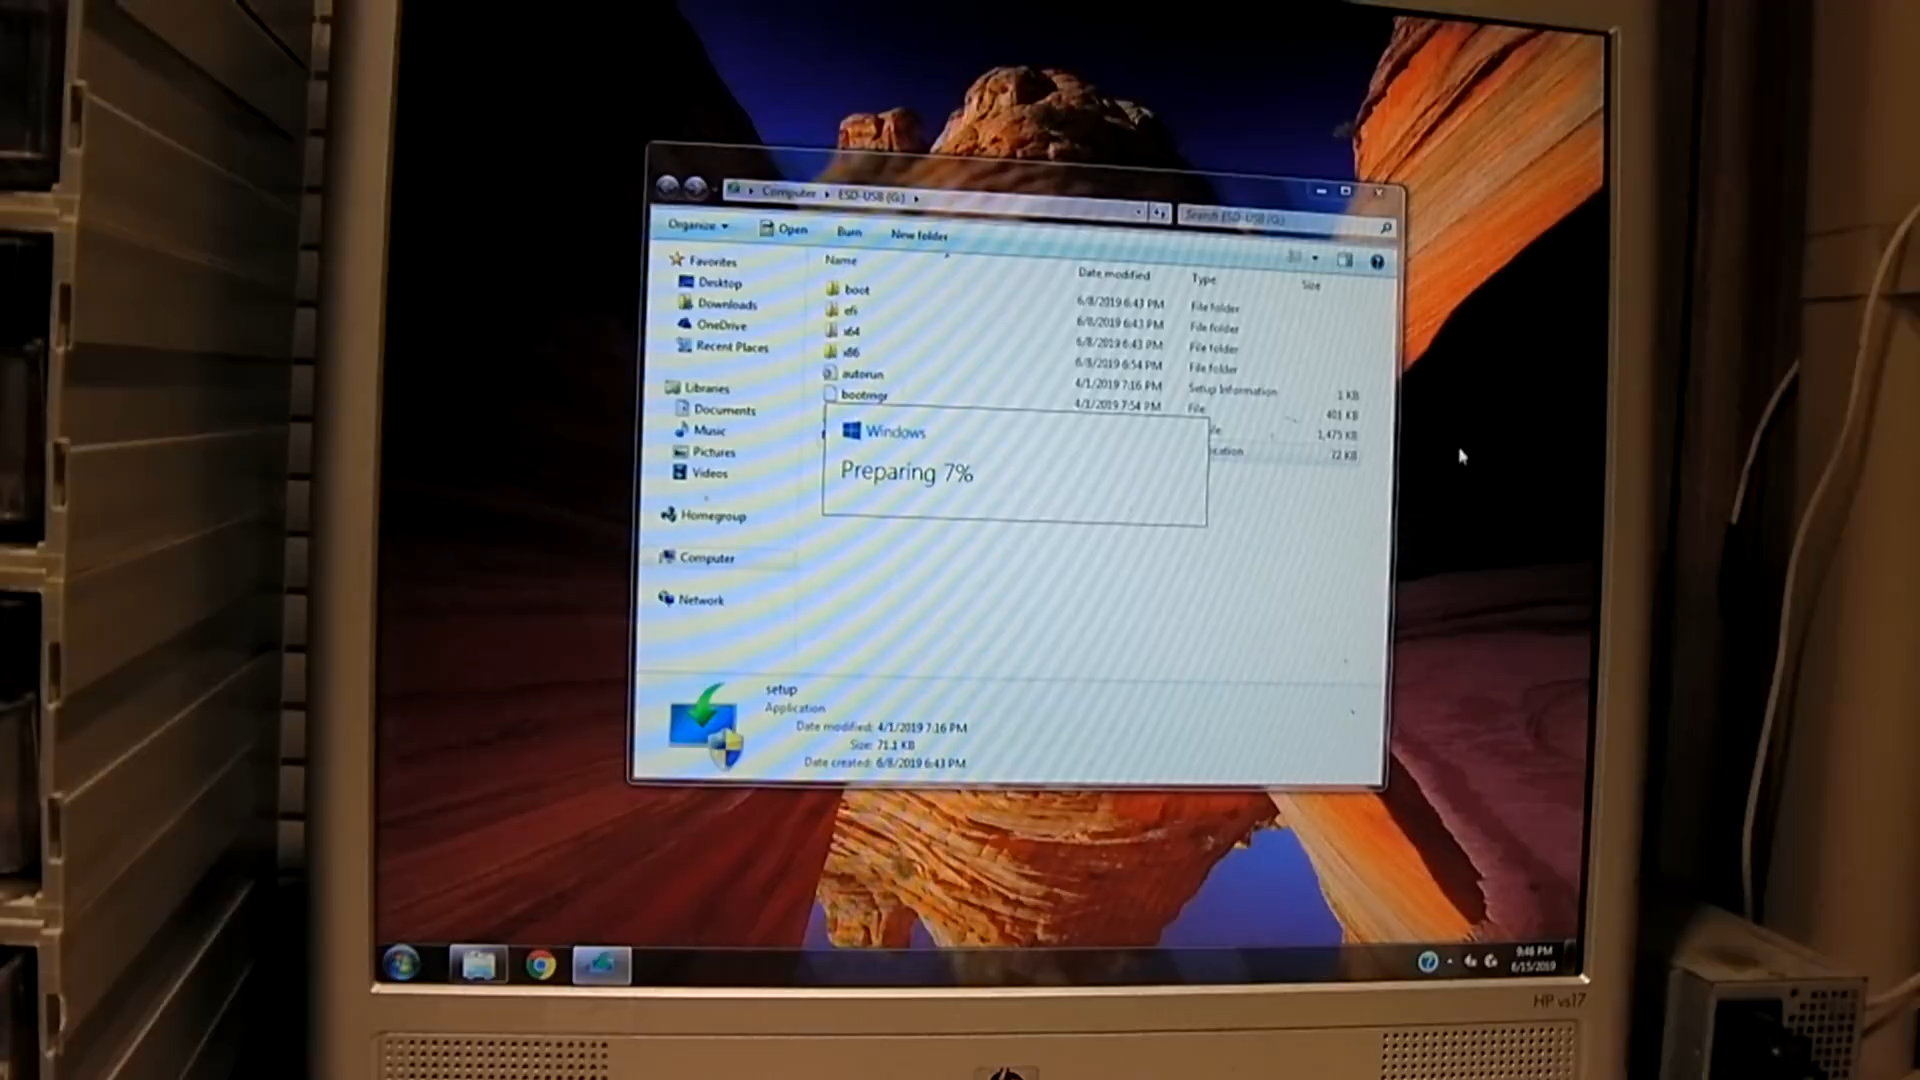 Computer ▸ ESD-USB (G:) ▸
Search ESD-USB (G:)
Organize Open Burn New folder
Name Date modified Type Size
Favorites
Desktop
Downloads
OneDrive
Recent Places
Libraries
Documents
Music
Pictures
Videos
Homegroup
Computer
Network
boot 6/8/2019 6:43 PM File folder
efi 6/8/2019 6:43 PM File folder
x64 6/8/2019 6:43 PM File folder
x86 6/8/2019 6:54 PM File folder
autorun 4/1/2019 7:16 PM Setup Information 1 KB
bootmgr 4/1/2019 7:54 PM File 401 KB
1,475 KB
72 KB
Windows
Preparing 7%
setup
Application
Date modified: 4/1/2019 7:16 PM
Size: 71.1 KB
Date created: 6/8/2019 6:43 PM
9:46 PM
6/15/2019
HP vs17